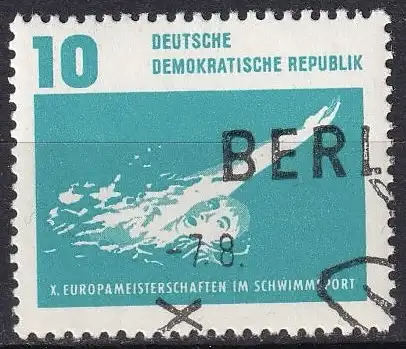 10
DEUTSCHE
DEMOKRATISCHE REPUBLIK
BERL
-7.8.
X. EUROPAMEISTERSCHAFTEN IM SCHWIMMSPORT